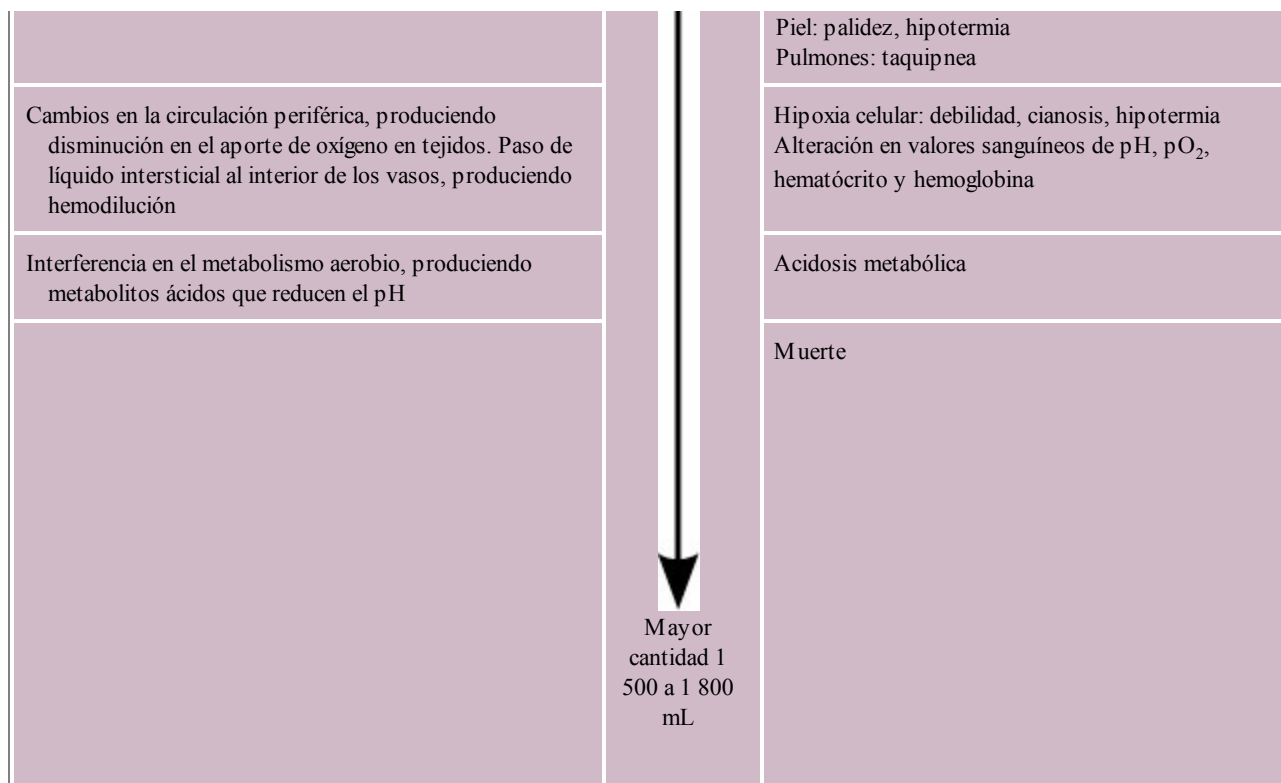 Piel: palidez, hipotermia
Pulmones: taquipnea
Cambios en la circulación periférica, produciendo
disminución en el aporte de oxígeno en tejidos. Paso de
líquido intersticial al interior de los vasos, produciendo
hemodilución
Hipoxia celular: debilidad, cianosis, hipotermia
Alteración en valores sanguíneos de pH, pO₂,
hematócrito y hemoglobina
Interferencia en el metabolismo aerobio, produciendo
metabolitos ácidos que reducen el pH
Acidosis metabólica
Muerte
Mayor
cantidad 1
500 a 1 800
mL